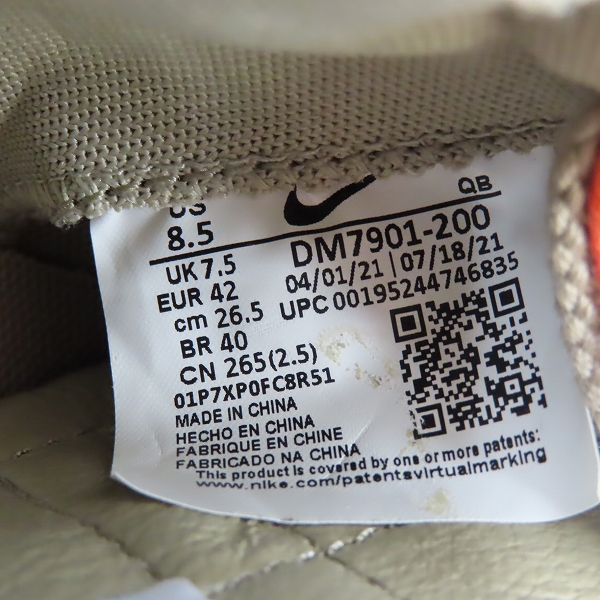 US
8.5
QB
UK 7.5
DM7901-200
EUR 42
04/01/21 | 07/18/21
cm 26.5
UPC 00195244746835
BR 40
CN 265(2.5)
01P7XP0FC8R51
MADE IN CHINA
HECHO EN CHINA
FABRIQUE EN CHINE
FABRICADO NA CHINA
This product is covered by one or more patents:
www.nike.com/patentsvirtualmarking